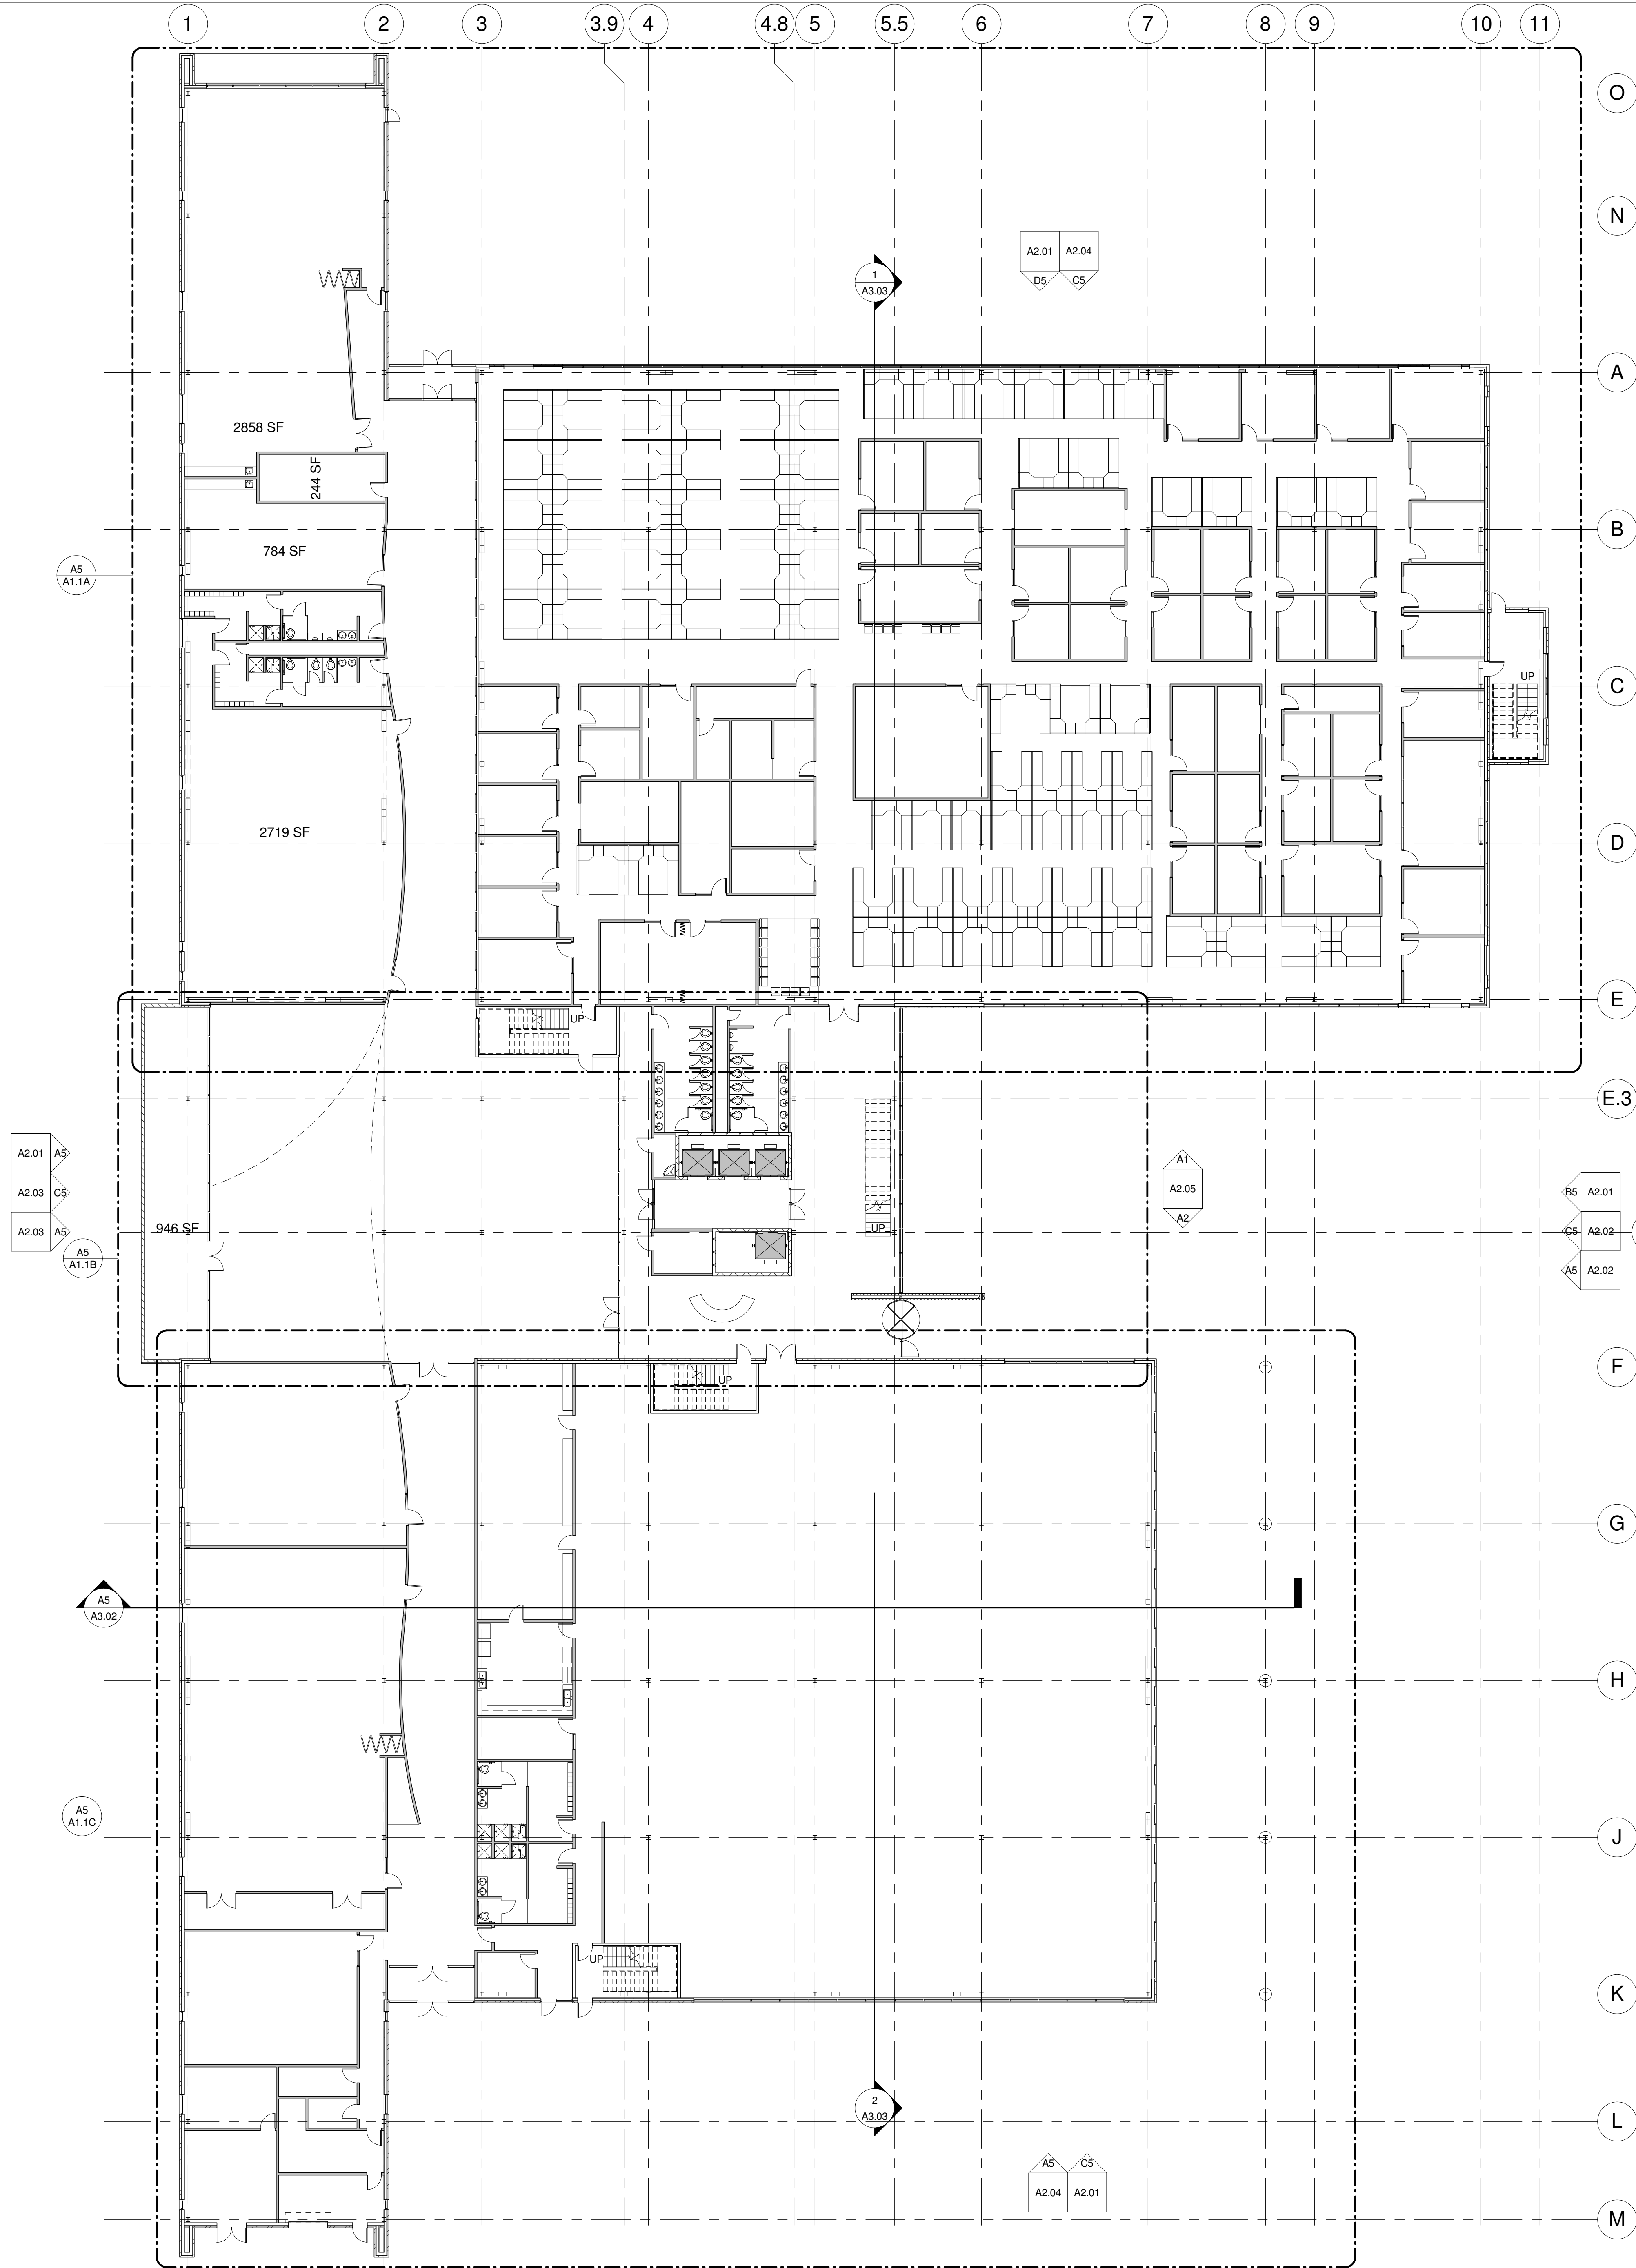 1 2 3 3.9 4 4.8 5 5.5 6 7 8 9 10 11
O
N
A2.01 A2.04
D5 C5
1
A3.03
A
2858 SF
244 SF
B
784 SF
A5
A1.1A
C
UP
2719 SF
D
E
UP
E.3
A2.01 A5
A2.03 C5
A2.03 A5
A1
A2.05
A2
B5 A2.01
C5 A2.02
A5 A2.02
946 SF
UP
A5
A1.1B
F
UP
G
A5
A3.02
H
A5
A1.1C
J
UP
K
2
A3.03
L
A5 C5
A2.04 A2.01
M